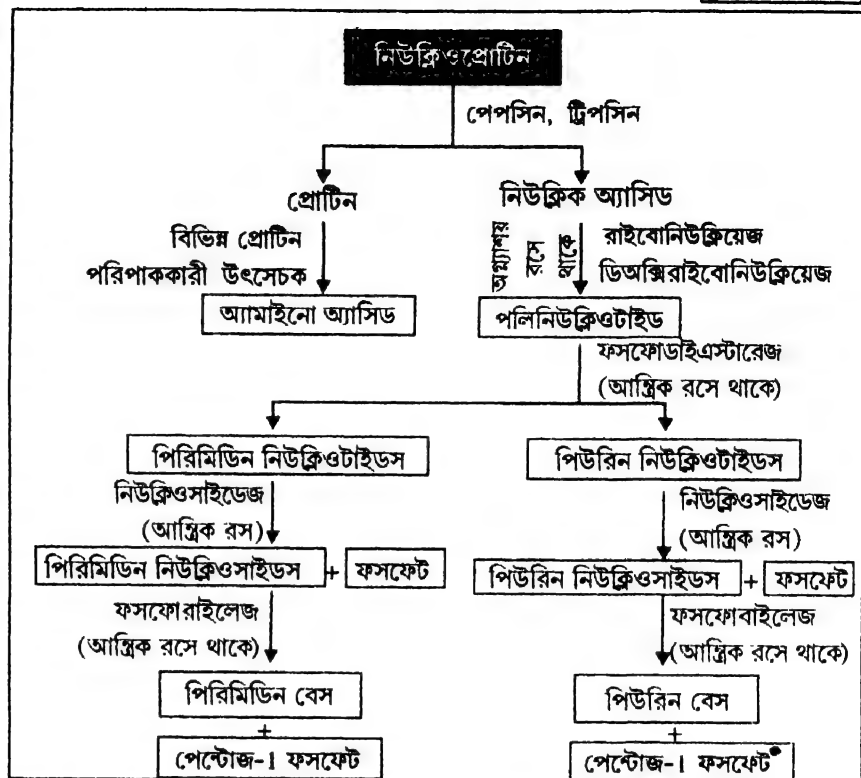 নিউক্লিওপ্রোটিন
পেপসিন, ট্রিপসিন
প্রোটিন
নিউক্লিক অ্যাসিড
বিভিন্ন প্রোটিন
পরিপাককারী উৎসেচক
অগ্ন্যাশয়
রসে
থাকে
রাইবোনিউক্লিয়েজ
ডিঅক্সিরাইবোনিউক্লিয়েজ
অ্যামাইনো অ্যাসিড
পলিনিউক্লিওটাইড
ফসফোডাইএস্টারেজ
(আন্ত্রিক রসে থাকে)
পিরিমিডিন নিউক্লিওটাইডস
পিউরিন নিউক্লিওটাইডস
নিউক্লিওসাইডেজ
(আন্ত্রিক রস)
নিউক্লিওসাইডেজ
(আন্ত্রিক রস)
পিরিমিডিন নিউক্লিওসাইডস + ফসফেট
পিউরিন নিউক্লিওসাইডস + ফসফেট
ফসফোরাইলেজ
(আন্ত্রিক রসে থাকে)
ফসফোবাইলেজ
(আন্ত্রিক রসে থাকে)
পিরিমিডিন বেস
+
পেন্টোজ-1 ফসফেট
পিউরিন বেস
+
পেন্টোজ-1 ফসফেট